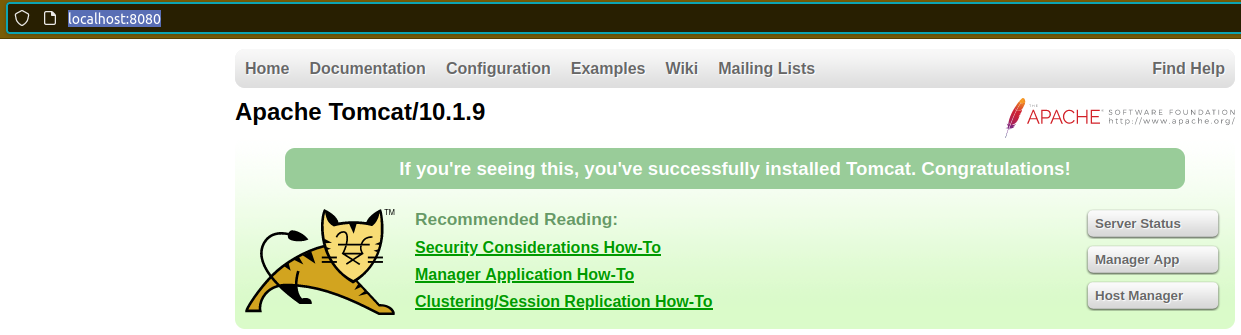 localhost:8080
Home Documentation Configuration Examples Wiki Mailing Lists Find Help
Apache Tomcat/10.1.9
THE APACHE® SOFTWARE FOUNDATION
http://www.apache.org/
If you're seeing this, you've successfully installed Tomcat. Congratulations!
TM
Recommended Reading:
Security Considerations How-To
Manager Application How-To
Clustering/Session Replication How-To
Server Status
Manager App
Host Manager